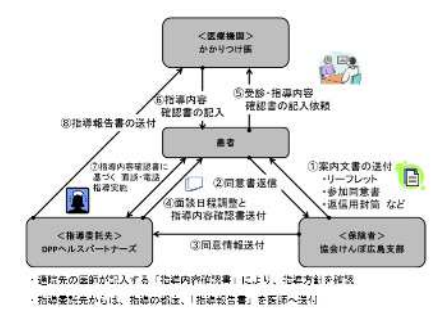 ＜医療機関＞
かかりつけ医
⑥指導内容
確認書の記入
⑤受診・指導内容
確認書の記入依頼
⑧指導報告書の送付
患者
⑦指導内容確認書に
基づく 面談・電話
指導実施
②同意書返信
①案内文書の送付
・リーフレット
・参加同意書
・返信用封筒 など
④面談日程調整と
指導内容確認書送付
③同意情報送付
＜指導委託先＞
DPPヘルスパートナーズ
＜保険者＞
協会けんぽ広島支部
・通院先の医師が記入する「指導内容確認書」により、指導方針を確認
・指導委託先からは、指導の都度、「指導報告書」を医師へ送付